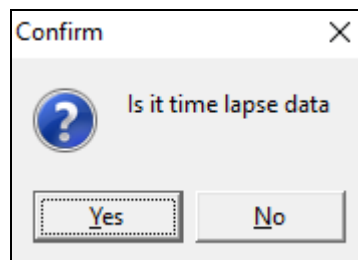 Confirm
Is it time lapse data
Yes
No